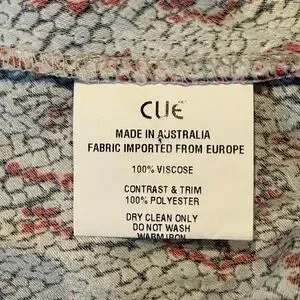 CUE
MADE IN AUSTRALIA
FABRIC IMPORTED FROM EUROPE
100% VISCOSE
CONTRAST & TRIM
100% POLYESTER
DRY CLEAN ONLY
DO NOT WASH
WARM IRON